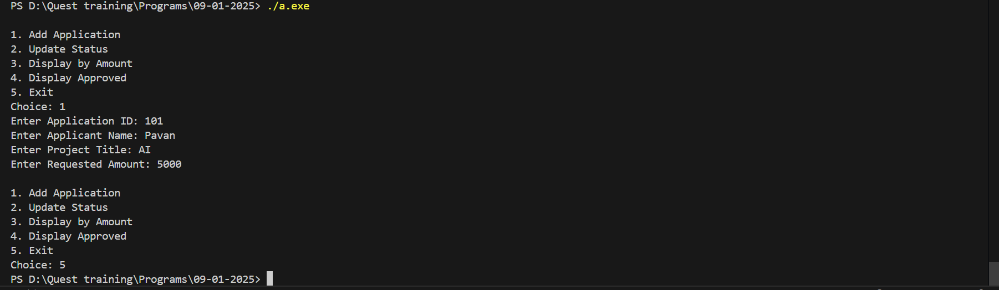 PS D:\Quest training\Programs\09-01-2025> ./a.exe
1. Add Application
2. Update Status
3. Display by Amount
4. Display Approved
5. Exit
Choice: 1
Enter Application ID: 101
Enter Applicant Name: Pavan
Enter Project Title: AI
Enter Requested Amount: 5000
1. Add Application
2. Update Status
3. Display by Amount
4. Display Approved
5. Exit
Choice: 5
PS D:\Quest training\Programs\09-01-2025>